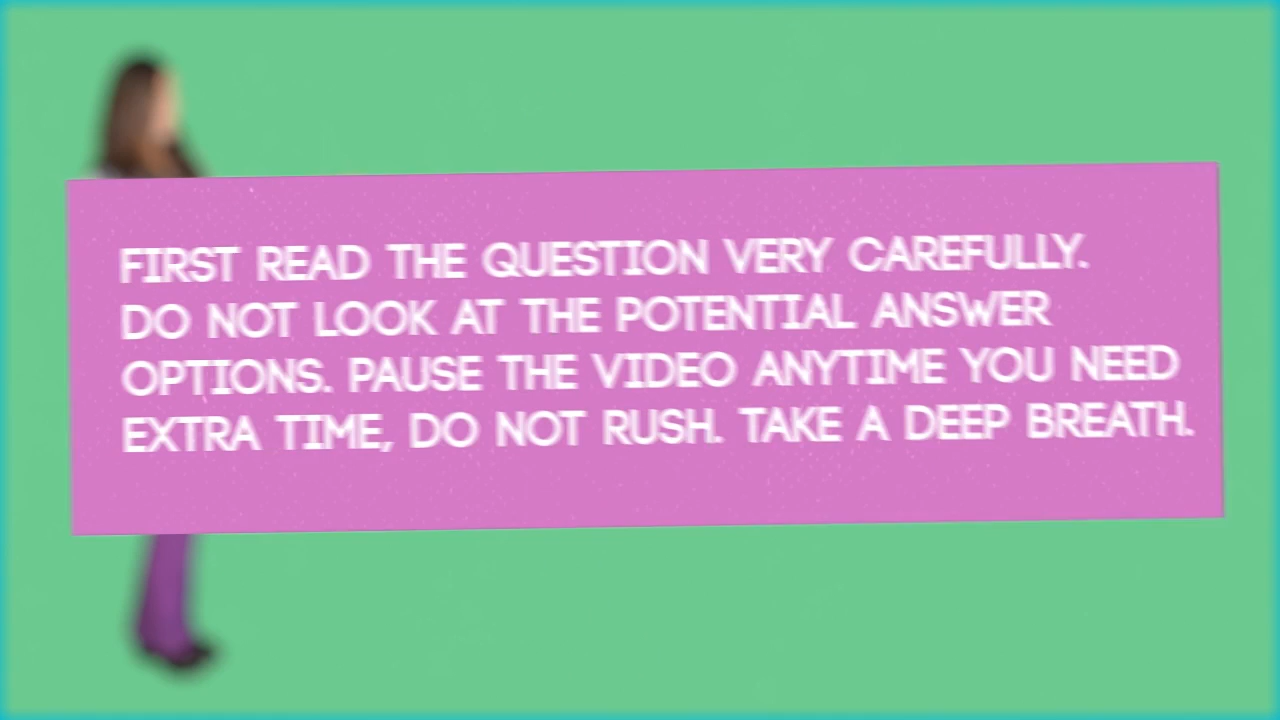 FIRST READ THE QUESTION VERY CAREFULLY.
DO NOT LOOK AT THE POTENTIAL ANSWER
OPTIONS. PAUSE THE VIDEO ANYTIME YOU NEED
EXTRA TIME, DO NOT RUSH. TAKE A DEEP BREATH.